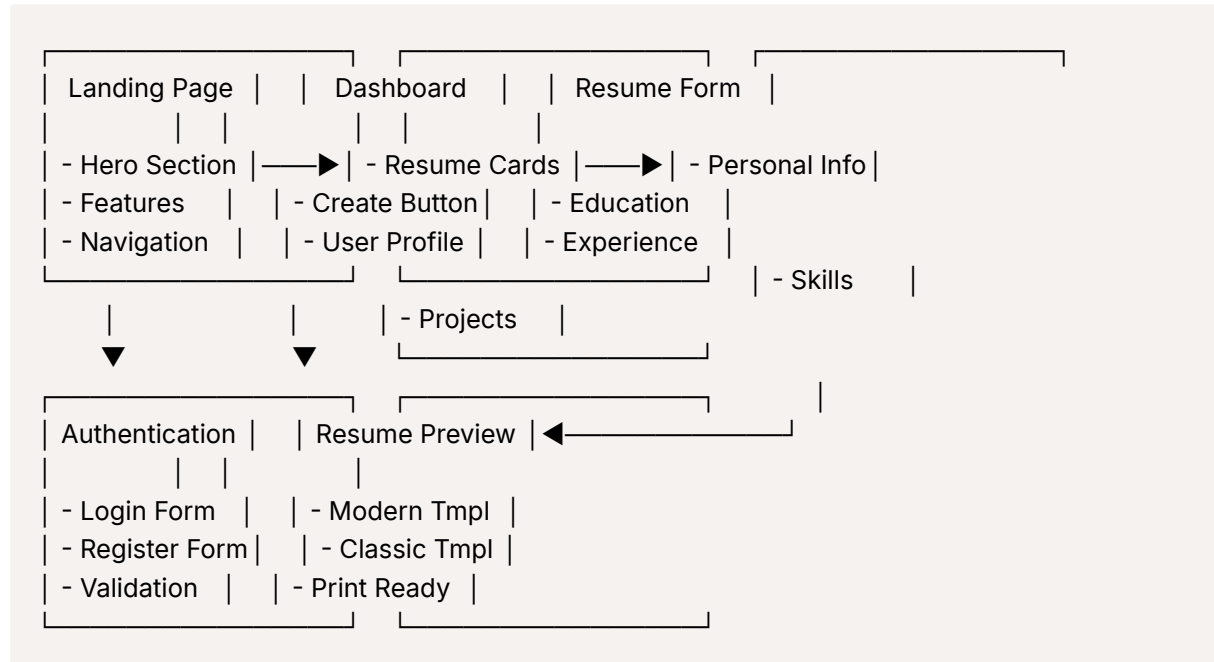 ┌─────────────────┐ ┌─────────────────┐ ┌─────────────────┐
│ Landing Page │ │ Dashboard │ │ Resume Form │
│ │ │ │ │ │
│ - Hero Section │───▶│ - Resume Cards │───▶│ - Personal Info│
│ - Features │ │ - Create Button│ │ - Education │
│ - Navigation │ │ - User Profile │ │ - Experience │
└─────────────────┘ └─────────────────┘ │ - Skills │
│ │ │ - Projects │
▼ ▼ └─────────────────┘
┌─────────────────┐ ┌─────────────────┐ │
│ Authentication │ │ Resume Preview │◀───────────────┘
│ │ │ │
│ - Login Form │ │ - Modern Tmpl │
│ - Register Form│ │ - Classic Tmpl │
│ - Validation │ │ - Print Ready │
└─────────────────┘ └─────────────────┘